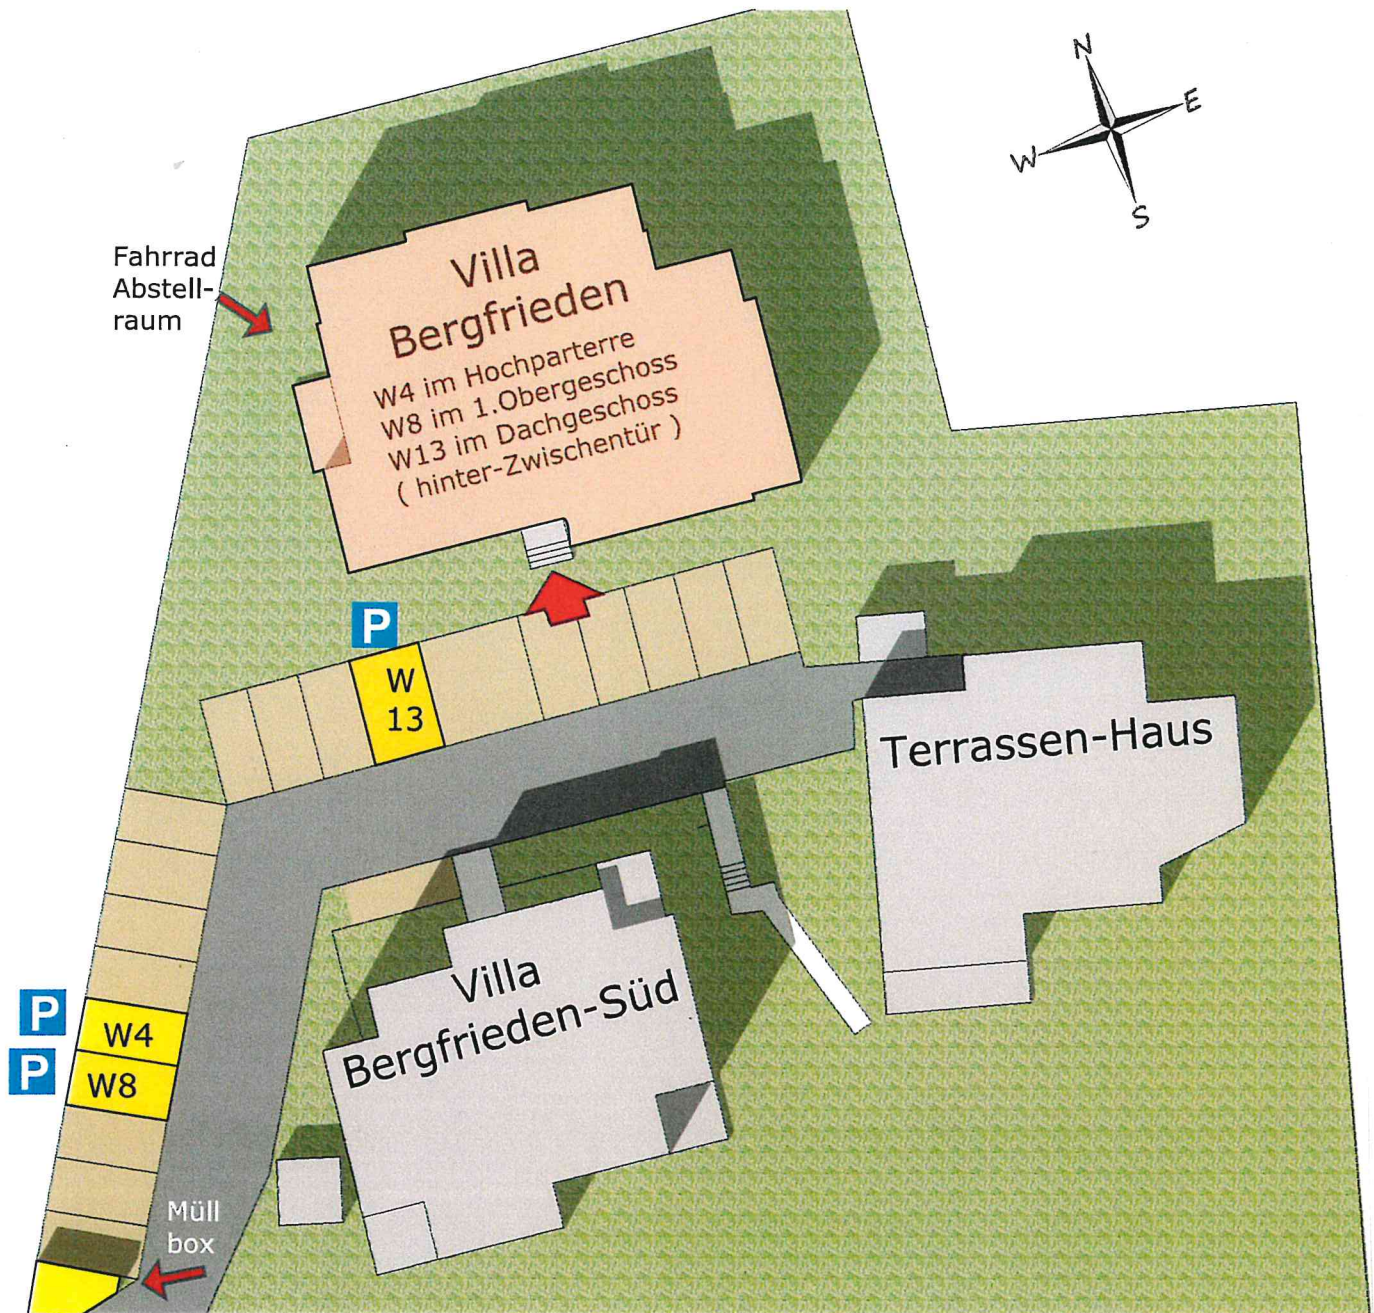 N
E
W
S
Fahrrad
Abstell-
raum
Villa
Bergfrieden
W4 im Hochparterre
W8 im 1.Obergeschoss
W13 im Dachgeschoss
( hinter-Zwischentür )
P
W
13
Terrassen-Haus
Villa
Bergfrieden-Süd
P
W4
P
W8
Müll
box